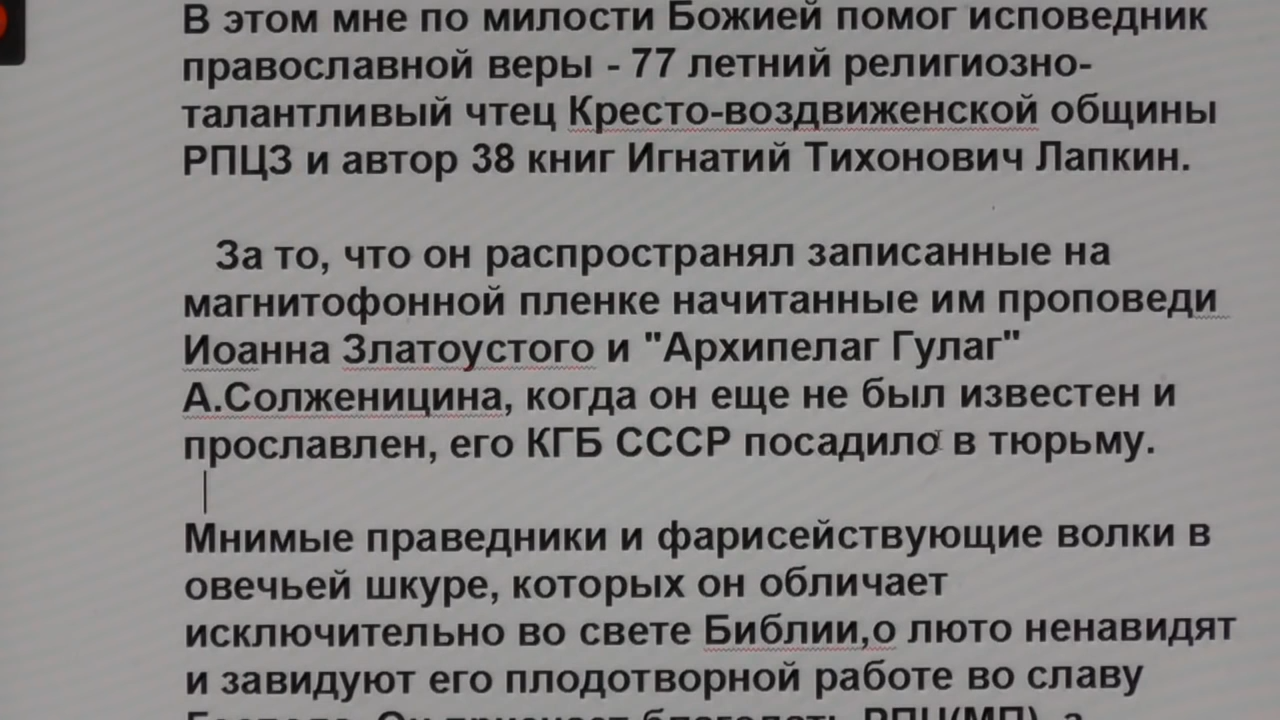 В этом мне по милости Божией помог исповедник
православной веры - 77 летний религиозно-
талантливый чтец Кресто-воздвиженской общины
РПЦЗ и автор 38 книг Игнатий Тихонович Лапкин.
За то, что он распространял записанные на
магнитофонной пленке начитанные им проповеди
Иоанна Златоустого и "Архипелаг Гулаг"
А.Солженицина, когда он еще не был известен и
прославлен, его КГБ СССР посадило в тюрьму.
Мнимые праведники и фарисействующие волки в
овечьей шкуре, которых он обличает
исключительно во свете Библии,о люто ненавидят
и завидуют его плодотворной работе во славу